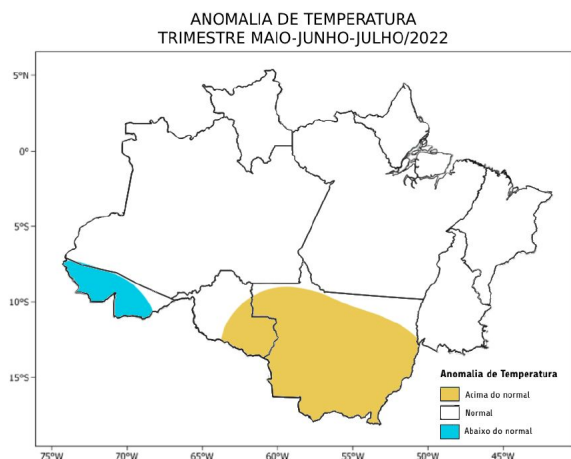 ANOMALIA DE TEMPERATURA
TRIMESTRE MAIO-JUNHO-JULHO/2022
5°N
0°
5°S
10°S
15°S
Anomalia de Temperatura
Acima do normal
Normal
Abaixo do normal
75°W
70°W
65°W
60°W
55°W
50°W
45°W